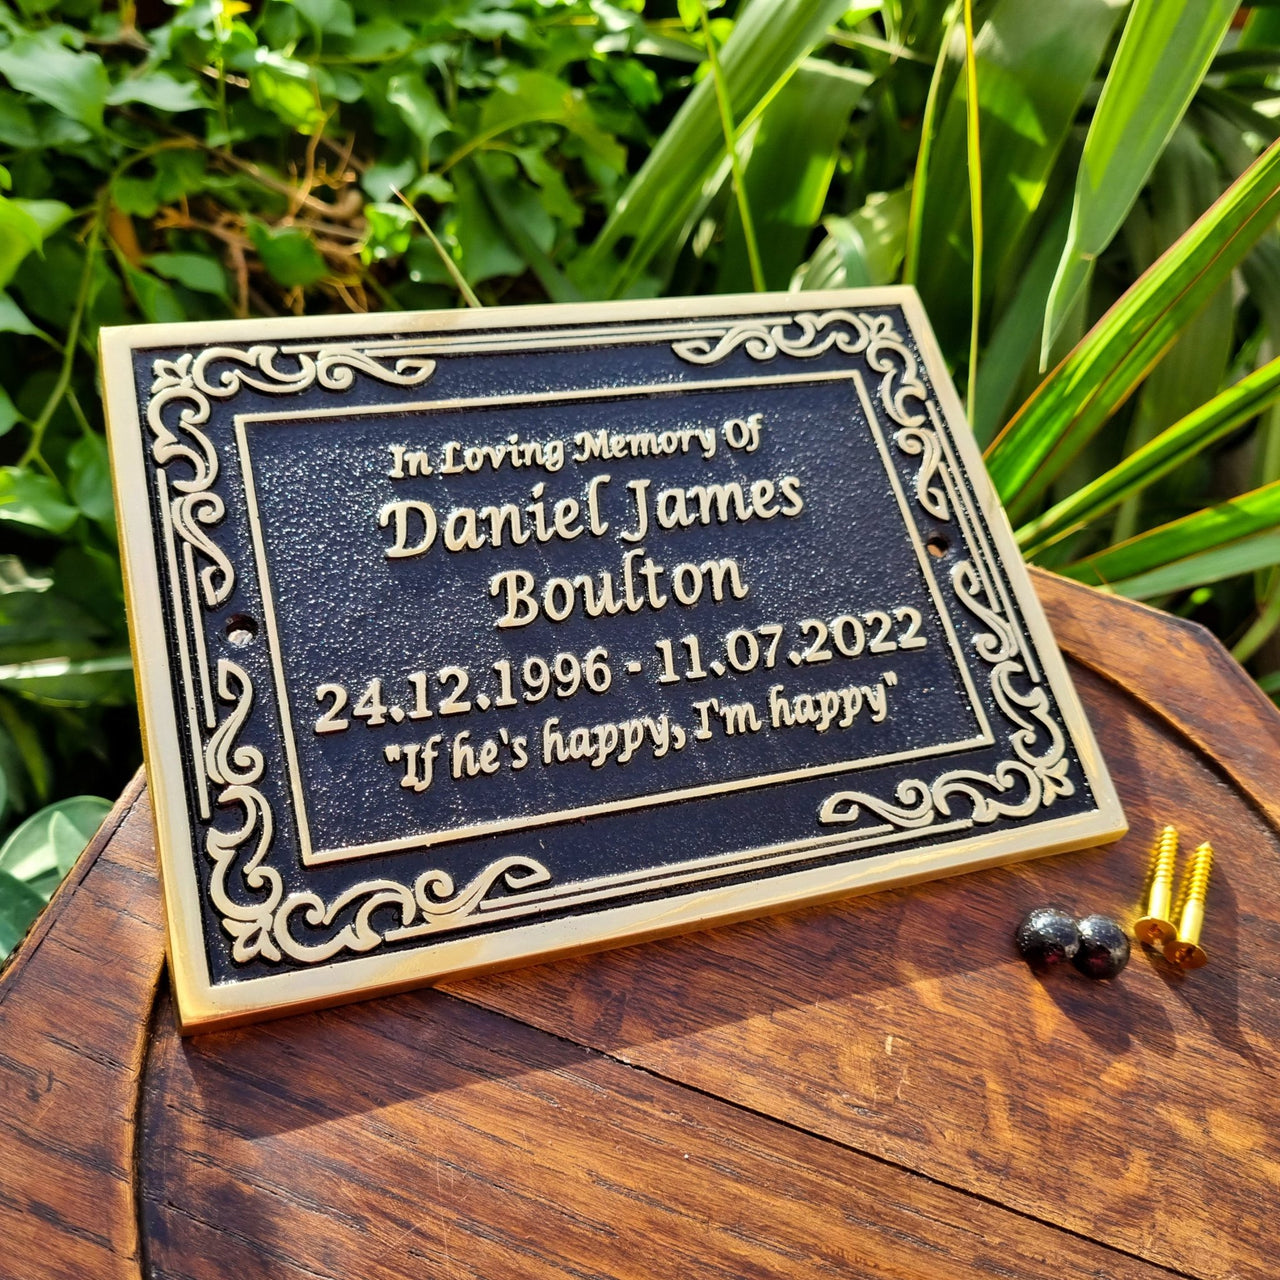 In Loving Memory Of
Daniel James
Boulton
24.12.1996 - 11.07.2022
"If he's happy, I'm happy"